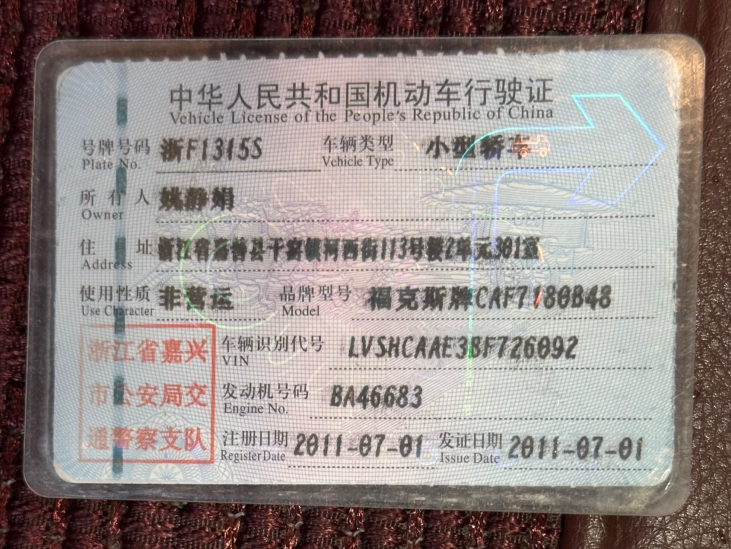 中华人民共和国机动车行驶证
Vehicle License of the People's Republic of China
号牌号码 浙F1315S 车辆类型 小型轿车
Plate No. Vehicle Type
所有人 姚静娟
Owner
住址 浙江省嘉善县干窑镇河西街113号楼2单元301室
Address
使用性质 非营运 品牌型号 福克斯牌CAF7180B48
Use Character Model
浙江省嘉兴 车辆识别代号 LVSHCAAE3BF726092
VIN
市公安局交 发动机号码 BA46683
Engine No.
通警察支队 注册日期 2011-07-01 发证日期 2011-07-01
Register Date Issue Date